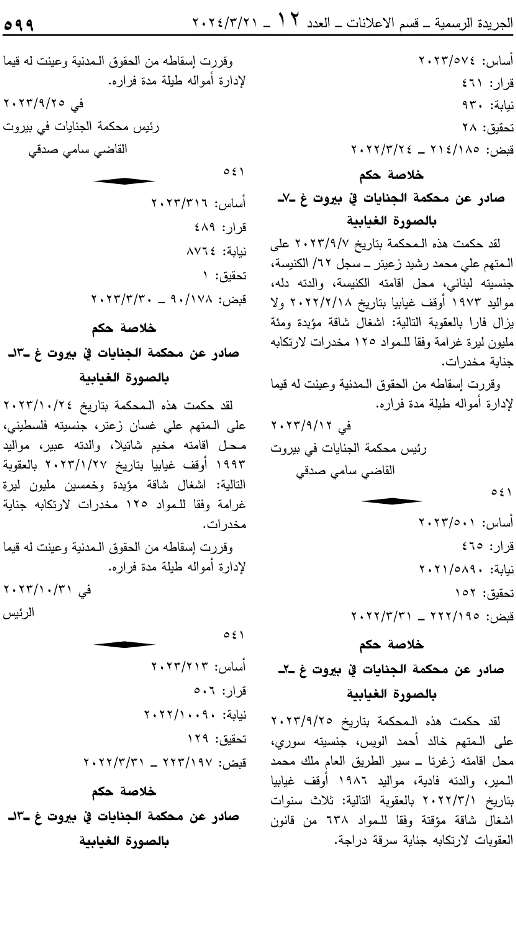 الجريدة الرسمية ــ قسم الاعلانات ــ العدد ١٢ ــ ٢٠٢٤/٣/٢١
٥٩٩
أساس: ٢٠٢٣/٥٧٤
قرار: ٤٦١
نيابة: ٩٣٠
تحقيق: ٢٨
قبض: ٢١٤/١٨٥ ــ ٢٠٢٢/٣/٢٤
خلاصة حكم
صادر عن محكمة الجنايات في بيروت غ ــ٧ــ
بالصورة الغيابية
لقد حكمت هذه المحكمة بتاريخ ٢٠٢٣/٩/٧ على
المتهم علي محمد رشيد زعيتر ــ سجل ٦٢/ الكنيسة،
جنسيته لبناني، محل اقامته الكنيسة، والدته دله،
مواليد ١٩٧٣ أوقف غيابيا بتاريخ ٢٠٢٢/٢/١٨ ولا
يزال فارا بالعقوبة التالية: اشغال شاقة مؤبدة ومئة
مليون ليرة غرامة وفقا للمواد ١٢٥ مخدرات لارتكابه
جناية مخدرات.
وقررت إسقاطه من الحقوق المدنية وعينت له قيما
لإدارة أمواله طيلة مدة فراره.
في ٢٠٢٣/٩/١٢
رئيس محكمة الجنايات في بيروت
القاضي سامي صدقي
٥٤١
أساس: ٢٠٢٣/٥٠١
قرار: ٤٦٥
نيابة: ٢٠٢١/٥٨٩٠
تحقيق: ١٥٢
قبض: ٢٢٢/١٩٥ ــ ٢٠٢٢/٣/٣١
خلاصة حكم
صادر عن محكمة الجنايات في بيروت غ ــ٢ــ
بالصورة الغيابية
لقد حكمت هذه المحكمة بتاريخ ٢٠٢٣/٩/٢٥
على المتهم خالد أحمد الويس، جنسيته سوري،
محل اقامته زغرتا ــ سير الطريق العام ملك محمد
المير، والدته فادية، مواليد ١٩٨٦ أوقف غيابيا
بتاريخ ٢٠٢٢/٣/١ بالعقوبة التالية: ثلاث سنوات
اشغال شاقة مؤقتة وفقا للمواد ٦٣٨ من قانون
العقوبات لارتكابه جناية سرقة دراجة.
وقررت إسقاطه من الحقوق المدنية وعينت له قيما
لإدارة أمواله طيلة مدة فراره.
في ٢٠٢٣/٩/٢٥
رئيس محكمة الجنايات في بيروت
القاضي سامي صدقي
٥٤١
أساس: ٢٠٢٣/٣١٦
قرار: ٤٨٩
نيابة: ٨٧٦٤
تحقيق: ١
قبض: ٩٠/١٧٨ ــ ٢٠٢٣/٣/٣٠
خلاصة حكم
صادر عن محكمة الجنايات في بيروت غ ــ٣ــ
بالصورة الغيابية
لقد حكمت هذه المحكمة بتاريخ ٢٠٢٣/١٠/٢٤
على المتهم علي غسان زعتر، جنسيته فلسطيني،
محل اقامته مخيم شاتيلا، والدته عبير، مواليد
١٩٩٣ أوقف غيابيا بتاريخ ٢٠٢٣/١/٢٧ بالعقوبة
التالية: اشغال شاقة مؤبدة وخمسين مليون ليرة
غرامة وفقا للمواد ١٢٥ مخدرات لارتكابه جناية
مخدرات.
وقررت إسقاطه من الحقوق المدنية وعينت له قيما
لإدارة أمواله طيلة مدة فراره.
في ٢٠٢٣/١٠/٣١
الرئيس
٥٤١
أساس: ٢٠٢٣/٢١٣
قرار: ٥٠٦
نيابة: ٢٠٢٢/١٠٠٩٠
تحقيق: ١٢٩
قبض: ٢٢٣/١٩٧ ــ ٢٠٢٢/٣/٣١
خلاصة حكم
صادر عن محكمة الجنايات في بيروت غ ــ٣ــ
بالصورة الغيابية